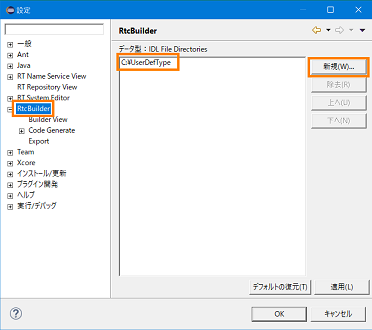 設定
RtcBuilder
データ型：IDL File Directories
一般
Ant
Java
RT Name Service View
RT Repository View
RT System Editor
RtcBuilder
Builder View
Code Generate
Export
Team
Xcore
インストール/更新
プラグイン開発
ヘルプ
実行/デバッグ
C:¥UserDefType
新規(W)...
除去(R)
上へ(U)
下へ(N)
デフォルトの復元(T)
適用(L)
OK
キャンセル